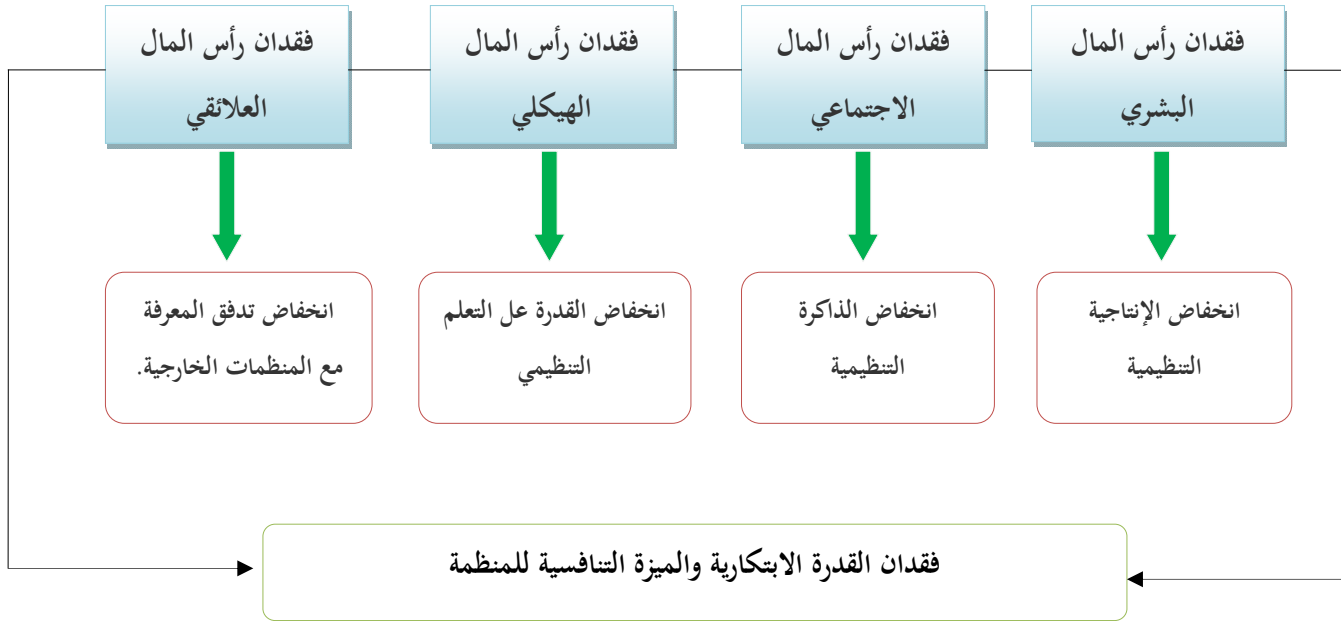 فقدان رأس المال
البشري
فقدان رأس المال
الاجتماعي
فقدان رأس المال
الهيكلي
فقدان رأس المال
العلائقي
انخفاض الإنتاجية
التنظيمية
انخفاض الذاكرة
التنظيمية
انخفاض القدرة عل التعلم
التنظيمي
انخفاض تدفق المعرفة
مع المنظمات الخارجية.
فقدان القدرة الابتكارية والميزة التنافسية للمنظمة